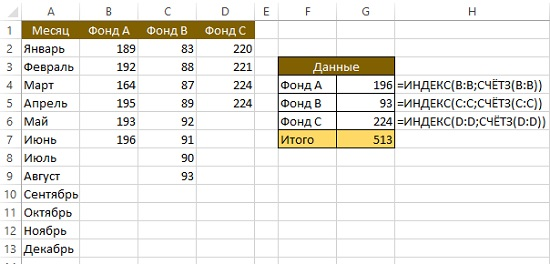 A B C D E F G H
1 Месяц Фонд A Фонд B Фонд C
2 Январь 189 83 220
3 Февраль 192 88 221 Данные
4 Март 164 87 224 Фонд A 196 =ИНДЕКС(B:B;СЧЁТЗ(B:B))
5 Апрель 195 89 224 Фонд B 93 =ИНДЕКС(C:C;СЧЁТЗ(C:C))
6 Май 193 92 Фонд C 224 =ИНДЕКС(D:D;СЧЁТЗ(D:D))
7 Июнь 196 91 Итого 513
8 Июль 90
9 Август 93
10 Сентябрь
11 Октябрь
12 Ноябрь
13 Декабрь